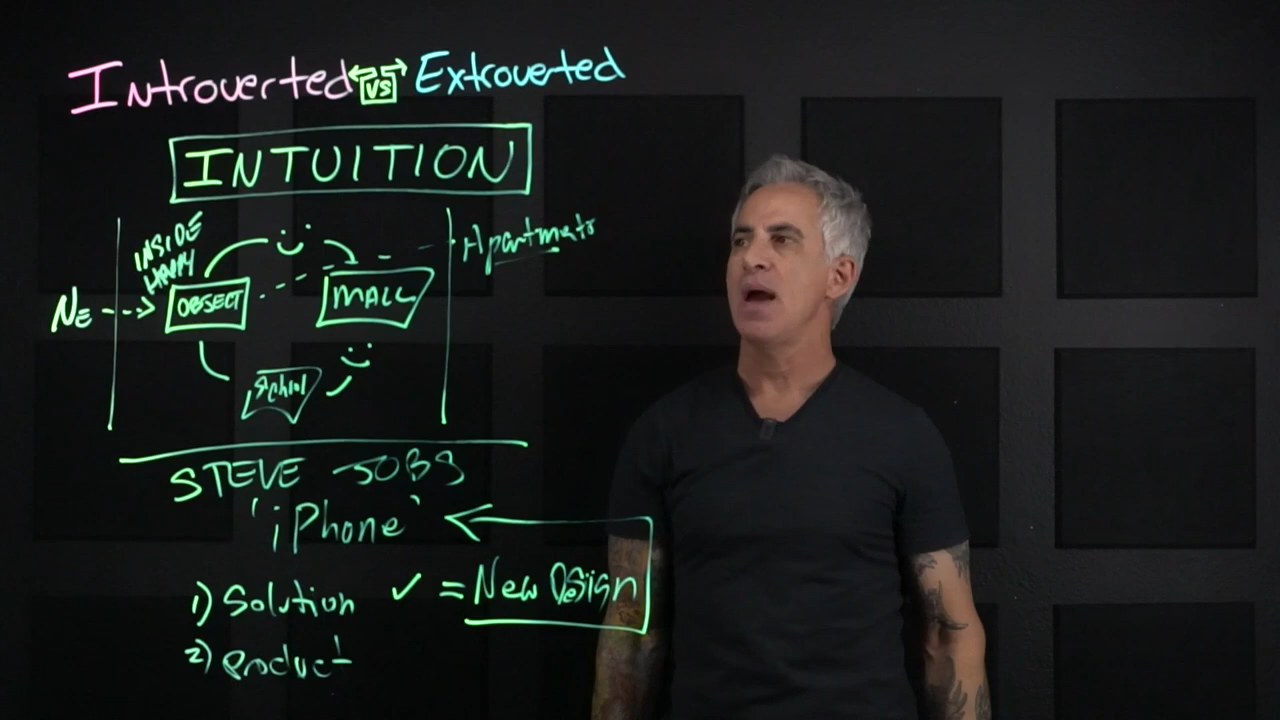 Introverted VS Extroverted
INTUITION
INSIDE
HAPPY
Apartments
NE
OBJECT
MALL
School
STEVE JOBS
'iPhone'
1) Solution ✓ = New Design
2) product